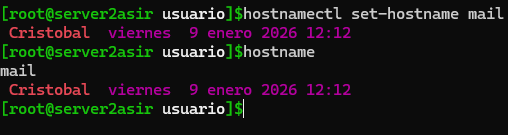 [root@server2asir usuario]$hostnamectl set-hostname mail
Cristobal viernes 9 enero 2026 12:12
[root@server2asir usuario]$hostname
mail
Cristobal viernes 9 enero 2026 12:12
[root@server2asir usuario]$